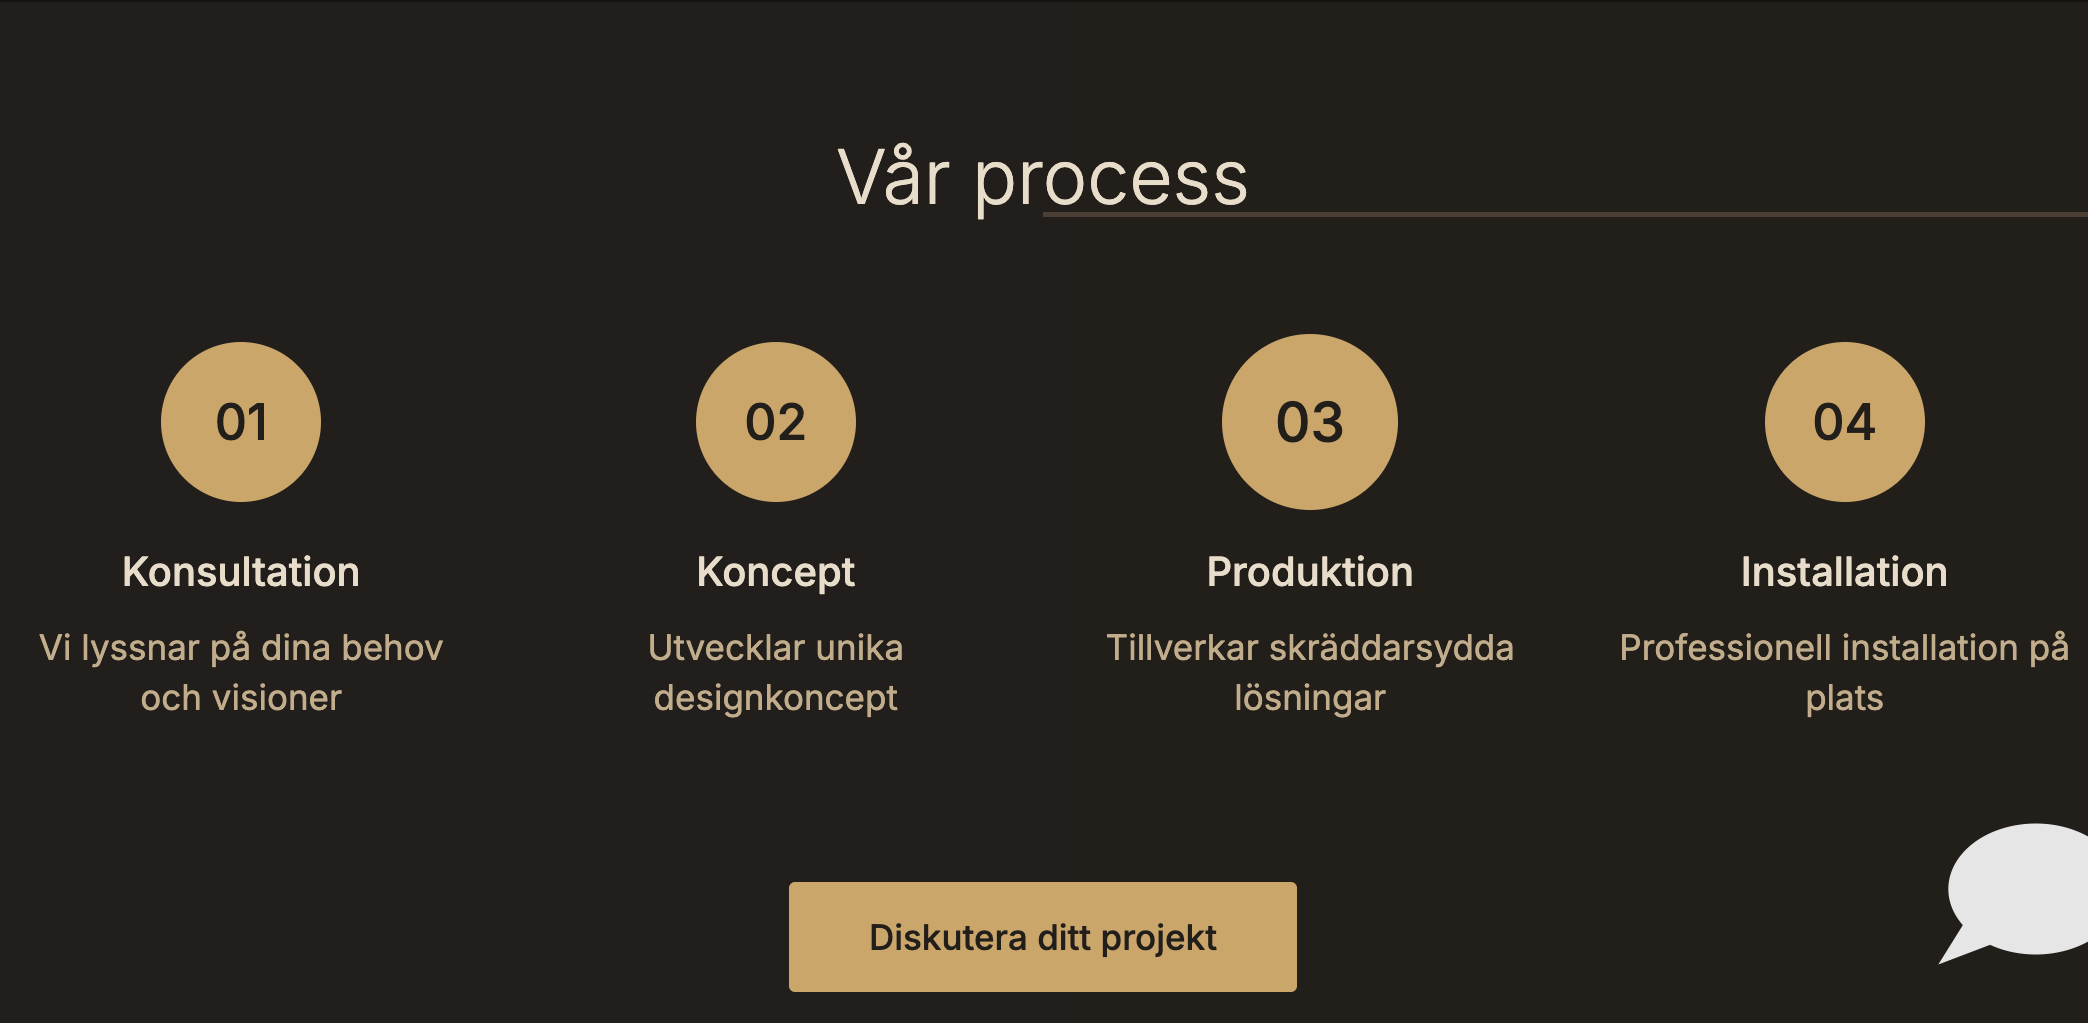 Vår process
01
02
03
04
Konsultation
Koncept
Produktion
Installation
Vi lyssnar på dina behov
och visioner
Utvecklar unika
designkoncept
Tillverkar skräddarsydda
lösningar
Professionell installation på
plats
Diskutera ditt projekt